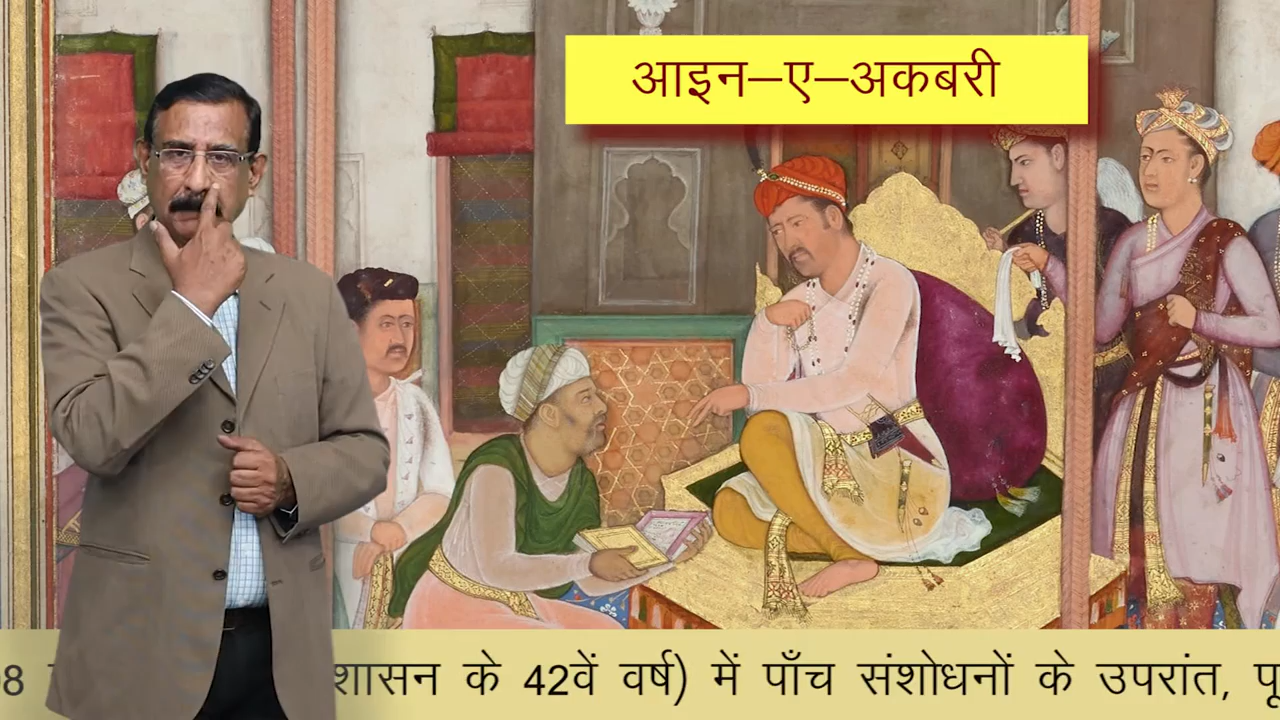 आइन–ए–अकबरी
शासन के 42वें वर्ष) में पाँच संशोधनों के उपरांत,